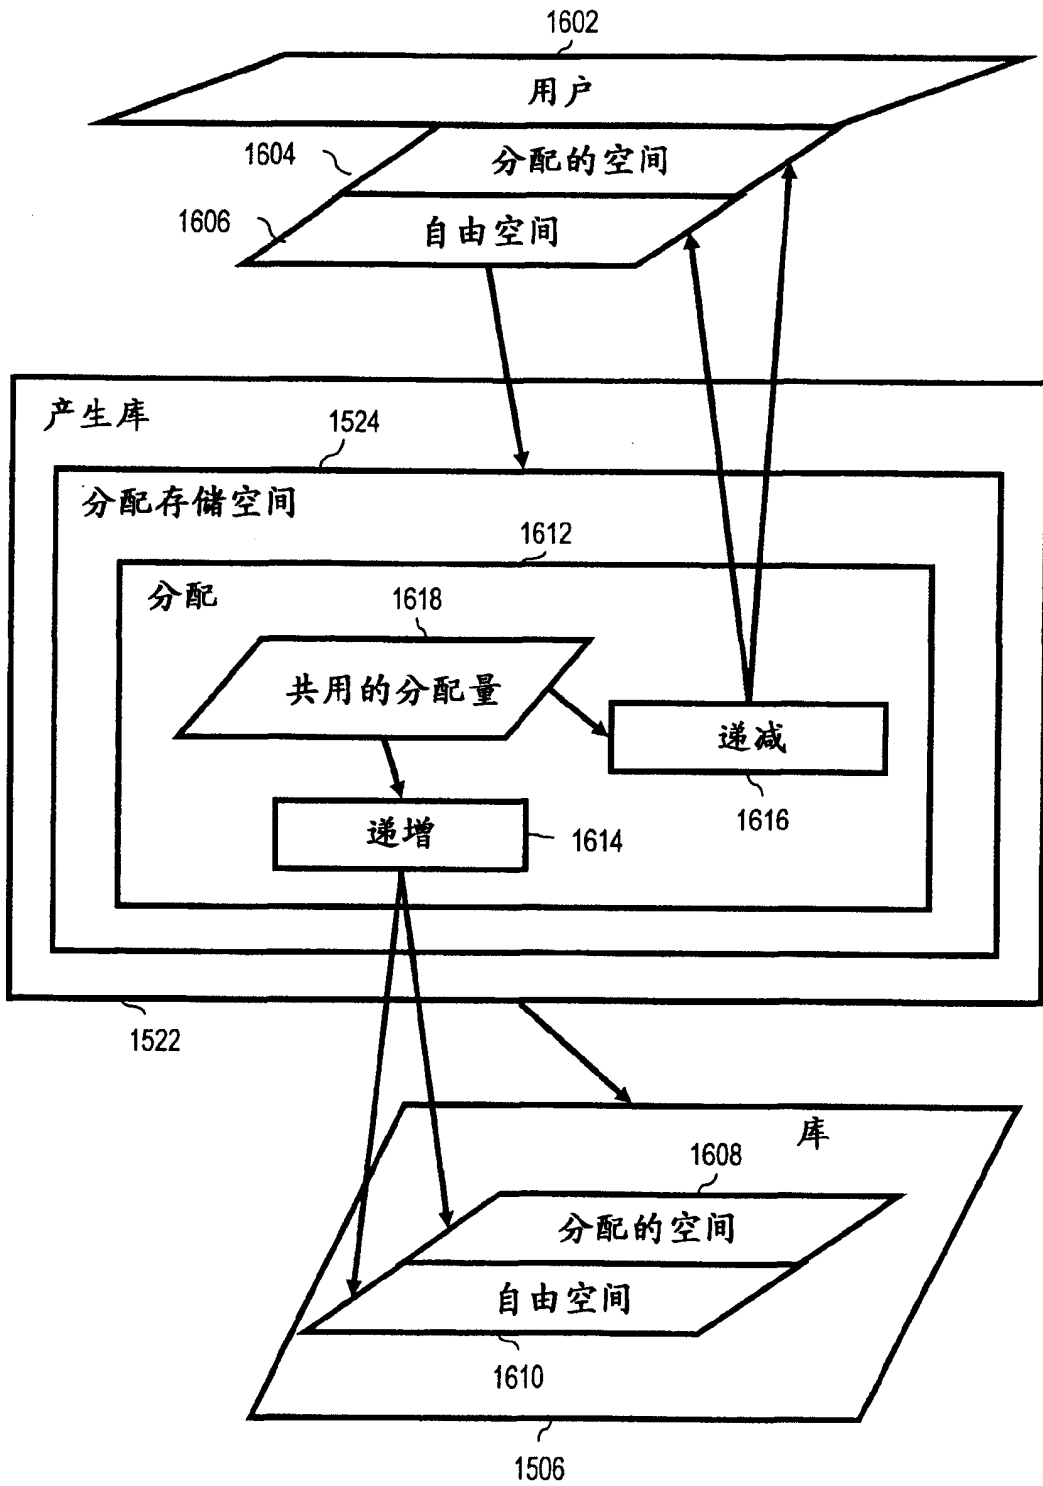 1602
用户
1604
分配的空间
1606
自由空间
产生库
1524
分配存储空间
1612
分配
1618
共用的分配量
递减
1616
递增
1614
1522
库
1608
分配的空间
自由空间
1610
1506